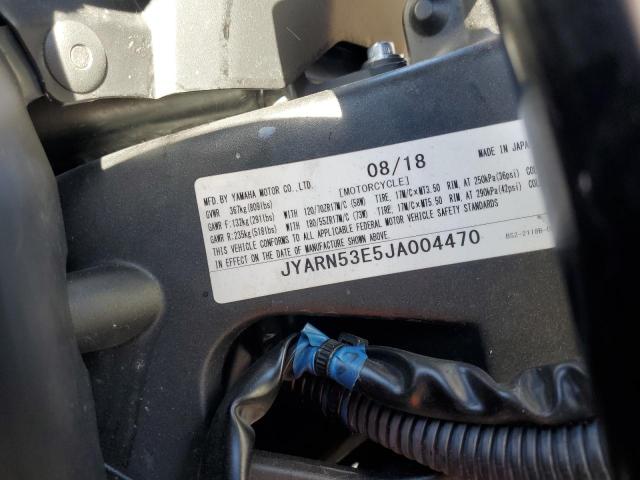 MFD. BY YAMAHA MOTOR CO., LTD. 08/18 MADE IN JAPAN
GVWR 367kg(809lbs) [MOTORCYCLE]
GAWR F: 132kg(291lbs) WITH 120/70ZR17M/C (58W) TIRE, 17M/C×MT3.50 RIM, AT 250kPa(36psi) COL
GAWR R: 235kg(518lbs) WITH 180/55ZR17M/C (73W) TIRE, 17M/C×MT5.50 RIM, AT 290kPa(42psi) COL
THIS VEHICLE CONFORMS TO ALL APPLICABLE FEDERAL MOTOR VEHICLE SAFETY STANDARDS
IN EFFECT ON THE DATE OF MANUFACTURE SHOWN ABOVE.
JYARN53E5JA004470